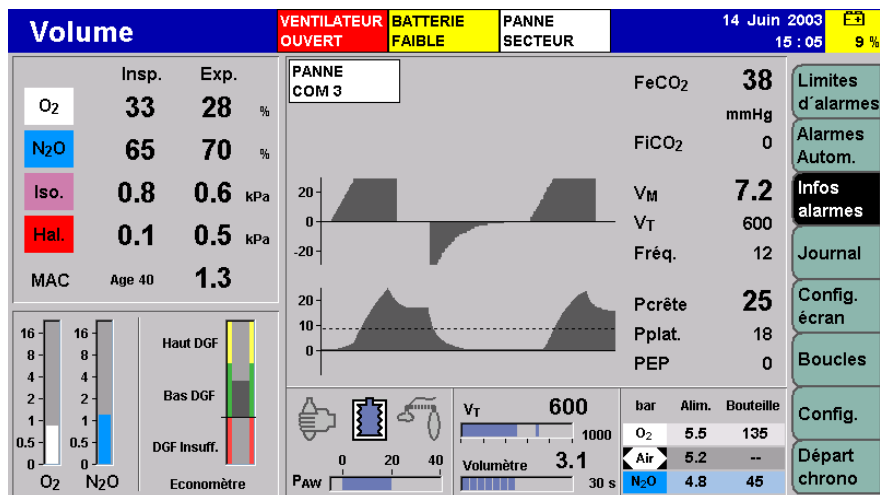 Volume
VENTILATEUR OUVERT
BATTERIE FAIBLE
PANNE SECTEUR
14 Juin 2003
15 : 05
9 %
Insp. Exp.
O2 33 28 %
N2O 65 70 %
Iso. 0.8 0.6 kPa
Hal. 0.1 0.5 kPa
MAC Age 40 1.3
PANNE
COM 3
20
0
-20
20
10
0
FeCO2 38
mmHg
FiCO2 0
VM 7.2
VT 600
Fréq. 12
Pcrête 25
Pplat. 18
PEP 0
Limites
d´alarmes
Alarmes
Autom.
Infos
alarmes
Journal
Config.
écran
Boucles
Config.
Départ
chrono
16 16
8 8
4 4
2 2
1 1
0.5 0.5
O2 N2O
Haut DGF
Bas DGF
DGF Insuff.
Economètre
0 20 40
PAW
VT 600
1000
Volumètre 3.1
30 s
bar Alim. Bouteille
O2 5.5 135
Air 5.2 --
N2O 4.8 45